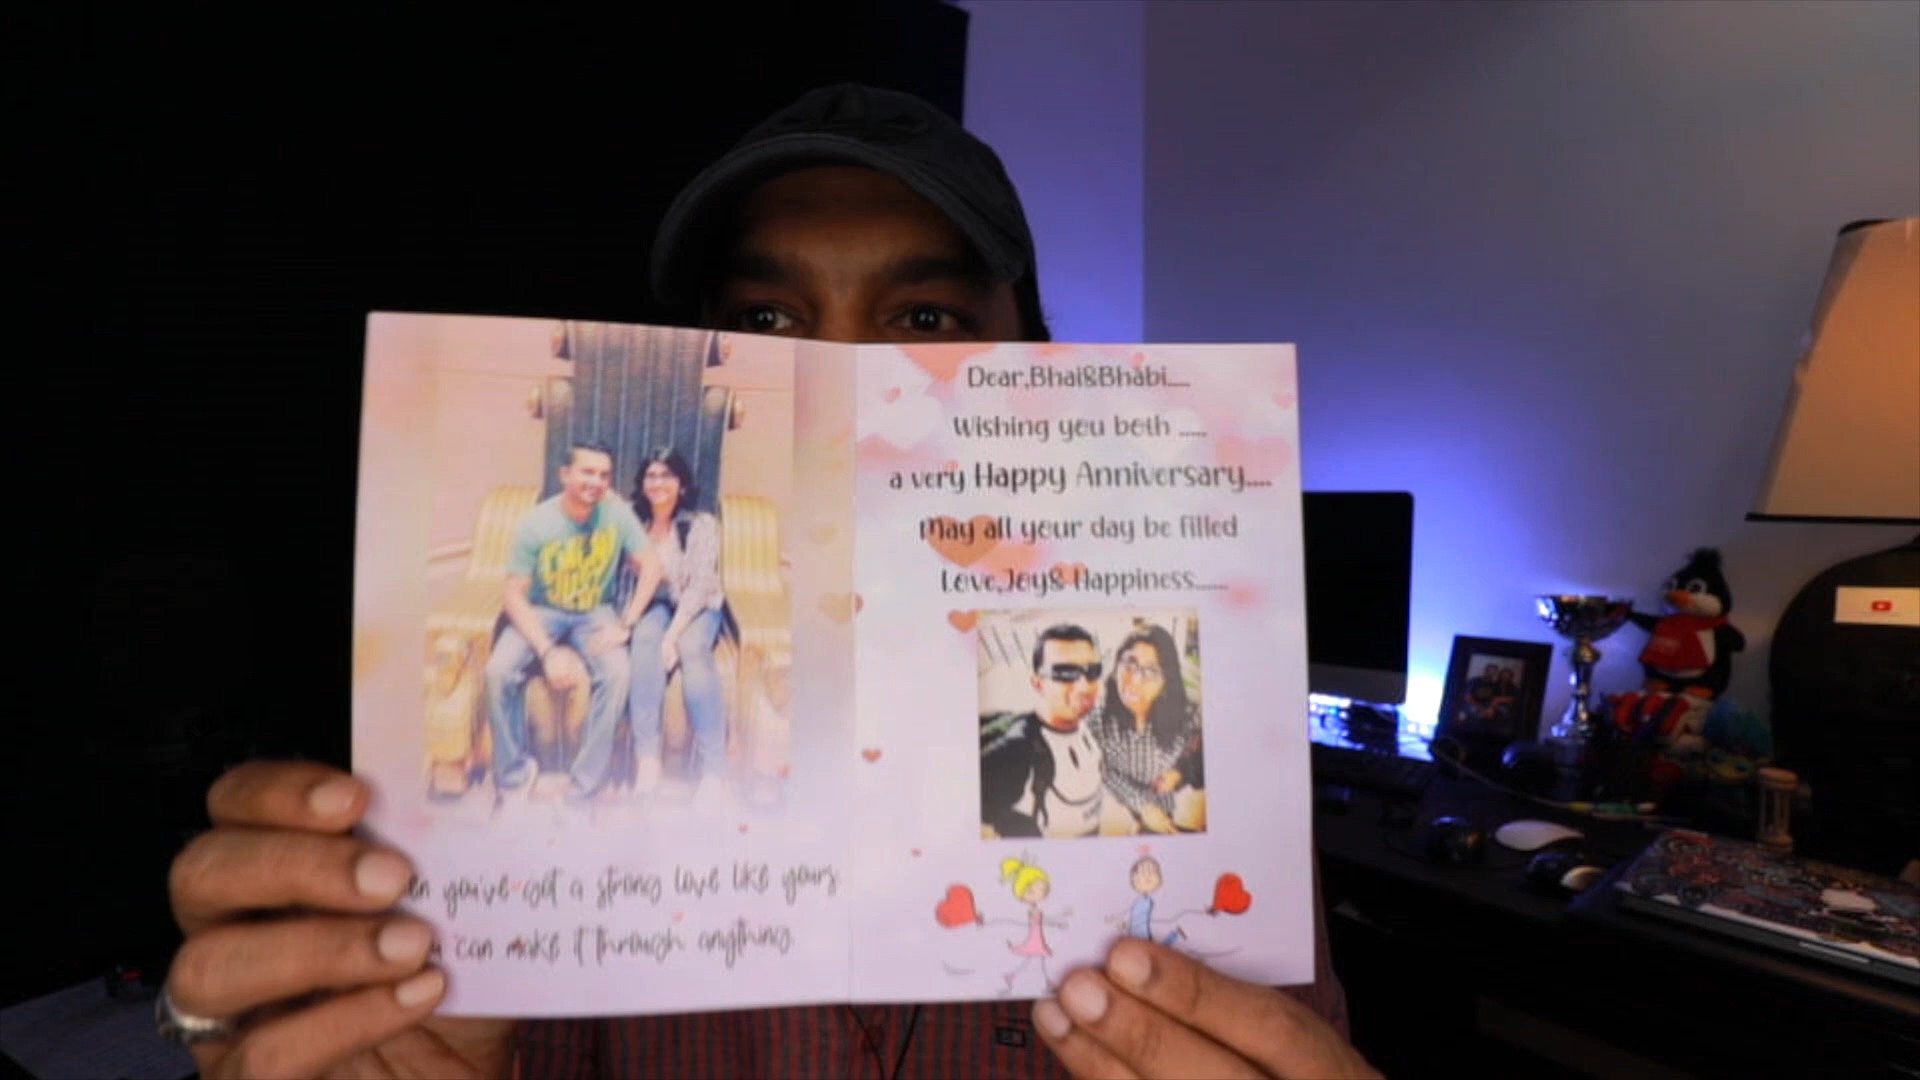 Dear,Bhai&Bhabi....
Wishing you both .....
a very Happy Anniversary....
May all your day be filled
Love,Joy& Happiness......
you've got a strong love like yours
can make it through anything